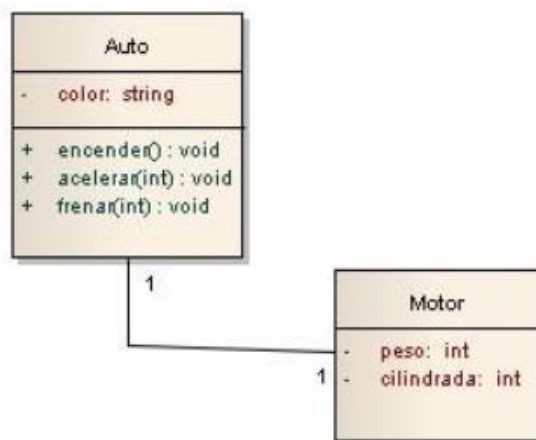 Auto
- color: string
+ encender() : void
+ acelerar(int) : void
+ frenar(int) : void
1
Motor
- peso: int
1 - cilindrada: int